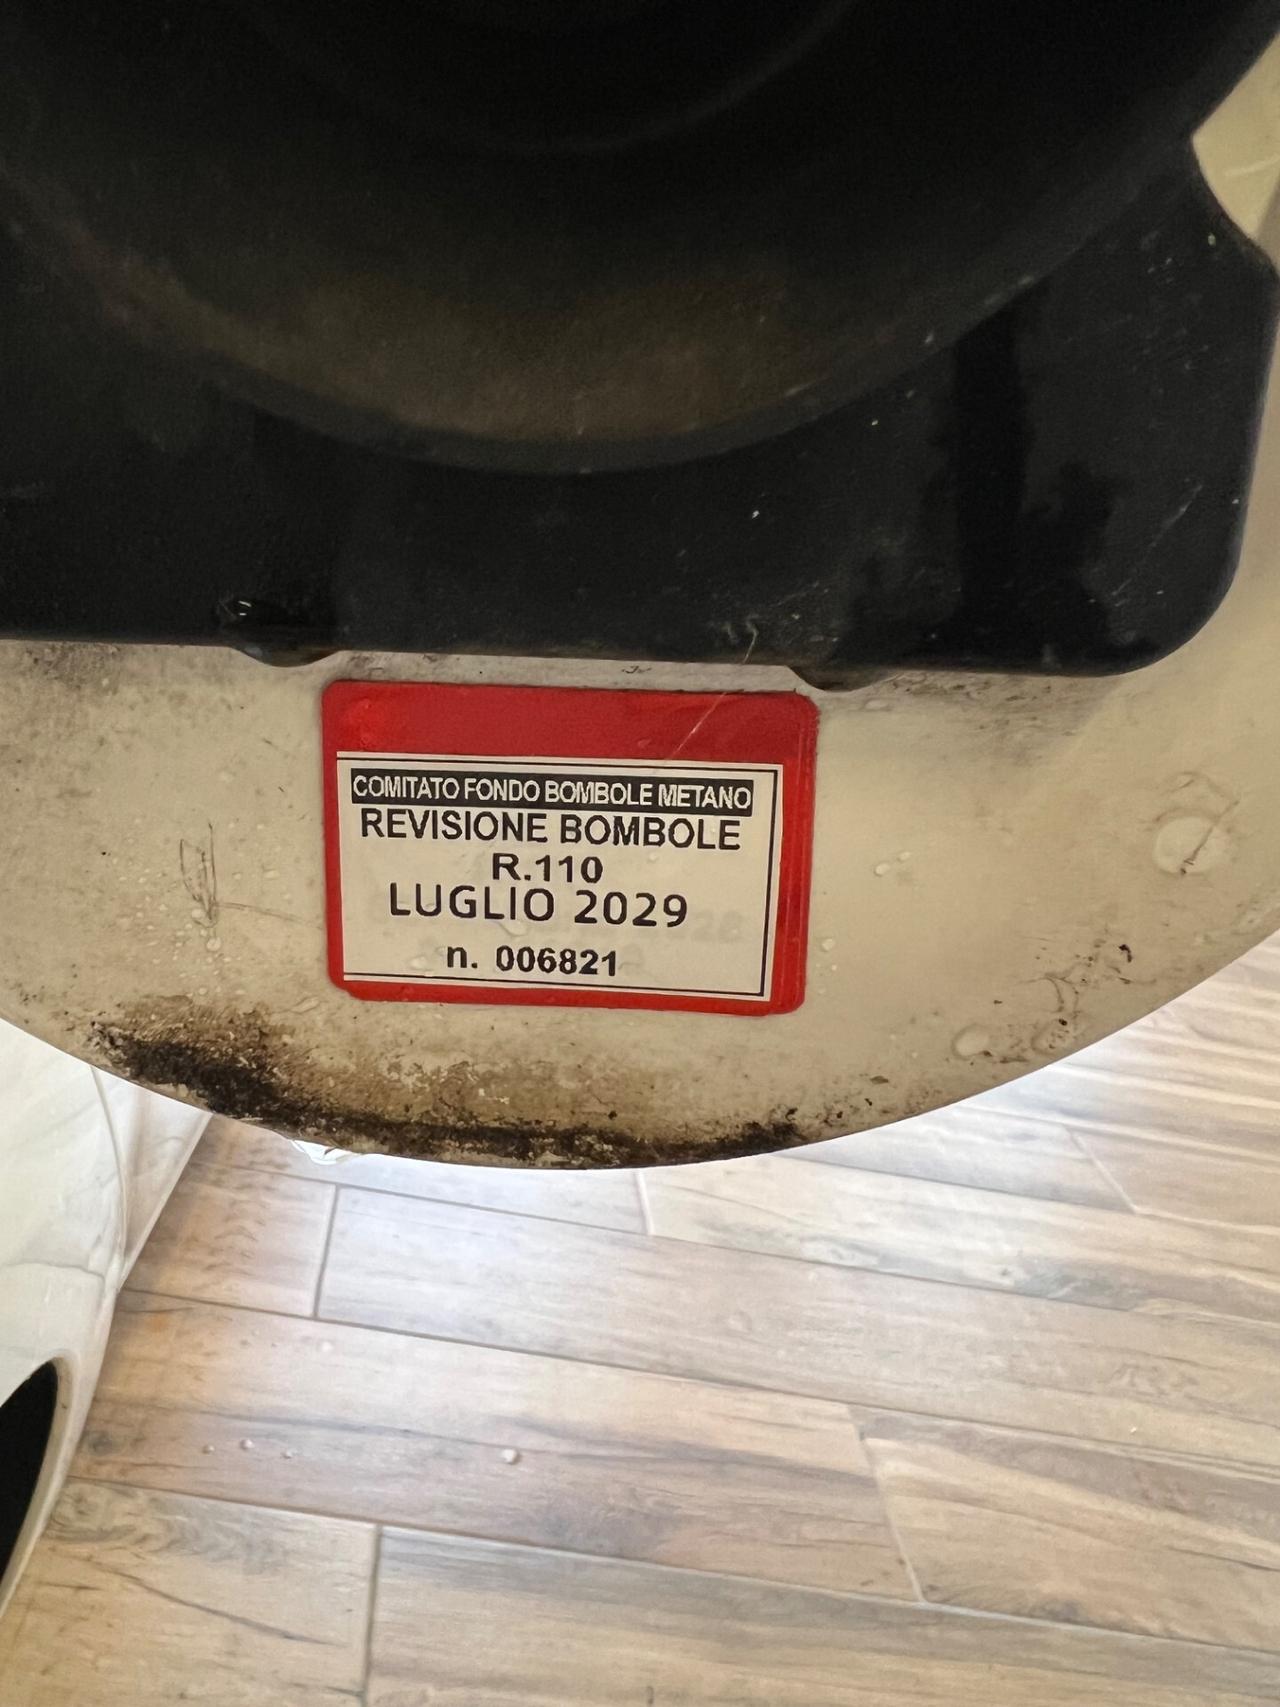 COMITATO FONDO BOMBOLE METANO
REVISIONE BOMBOLE
R.110
LUGLIO 2029
n. 006821